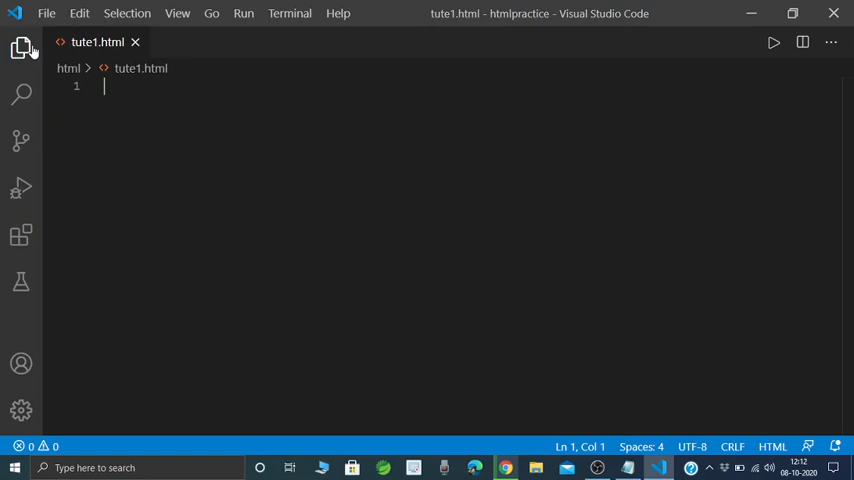 File Edit Selection View Go Run Terminal Help tute1.html - htmlpractice - Visual Studio Code
tute1.html
html > tute1.html
1
0 0 Ln 1, Col 1 Spaces: 4 UTF-8 CRLF HTML
Type here to search
12:12
08-10-2020